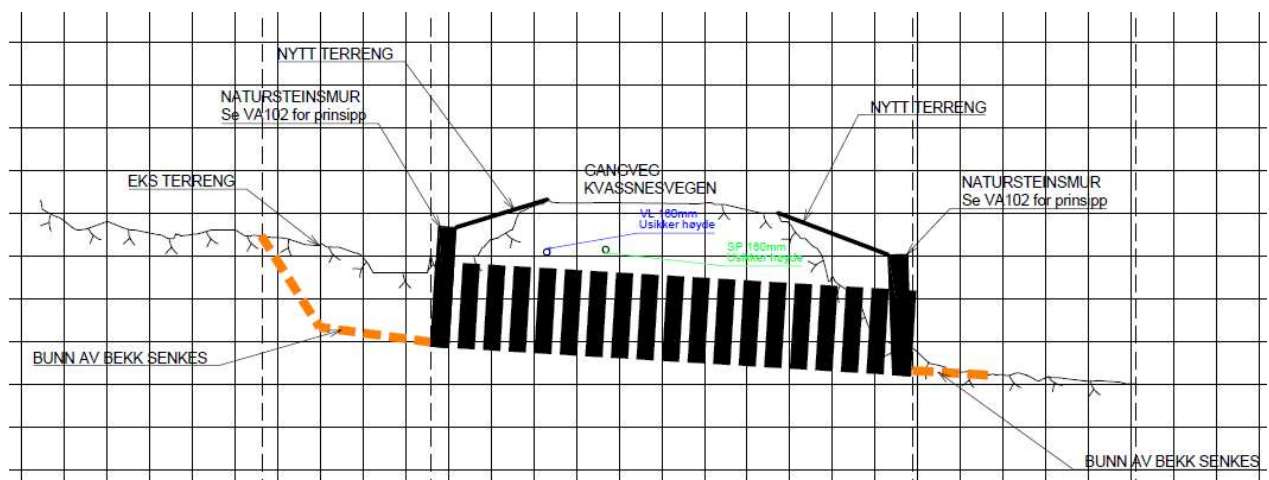 NYTT TERRENG
NATURSTEINSMUR
Se VA102 for prinsipp
NYTT TERRENG
EKS TERRENG
GANGVEG
KVASSNESVEGEN
NATURSTEINSMUR
Se VA102 for prinsipp
VL 160mm
Usikker høyde
SP 160mm
Usikker høyde
BUNN AV BEKK SENKES
BUNN AV BEKK SENKES